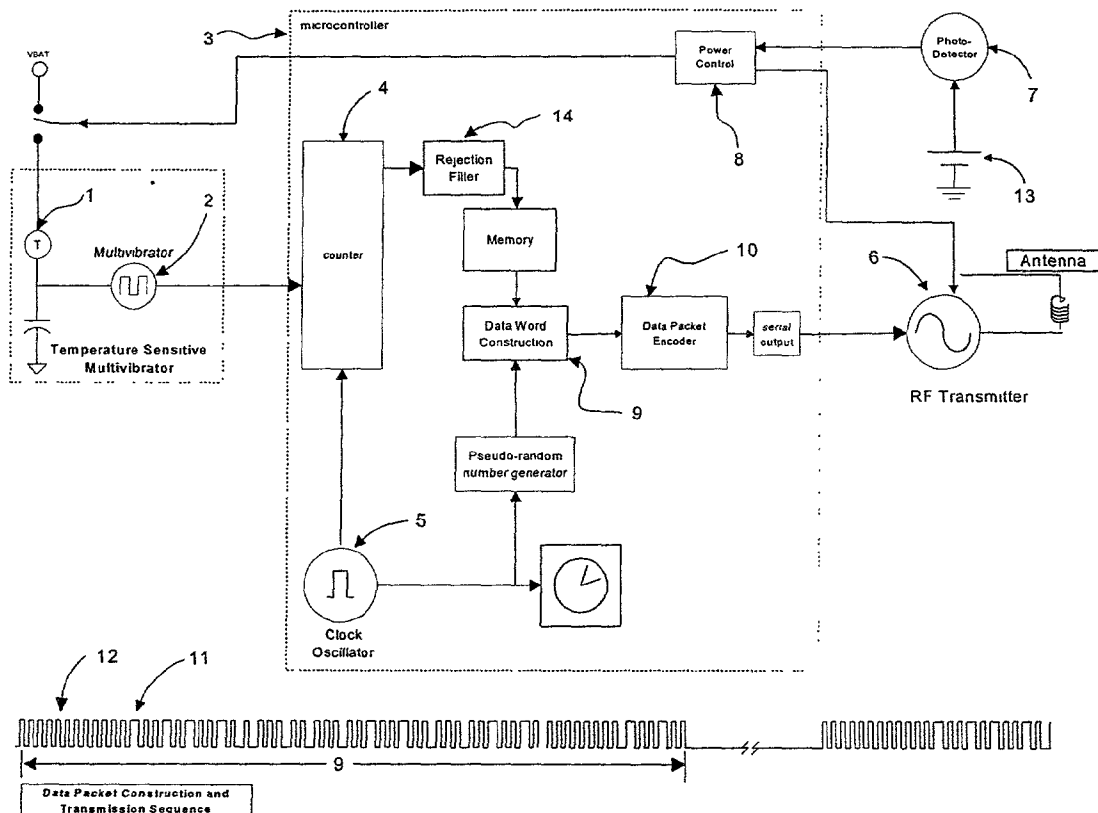 microcontroller
3
VBAT
Power
Control
Photo-
Detector
7
4
14
8
13
Rejection
Filler
1
2
T
Multivibrator
Memory
counter
10
6
Antenna
Data Word
Construction
Data Packet
Encoder
serial
output
Temperature Sensitive
Multivibrator
9
RF Transmitter
Pseudo-random
number generator
5
Clock
Oscillator
12
11
9
Data Packet Construction and
Transmission Sequence